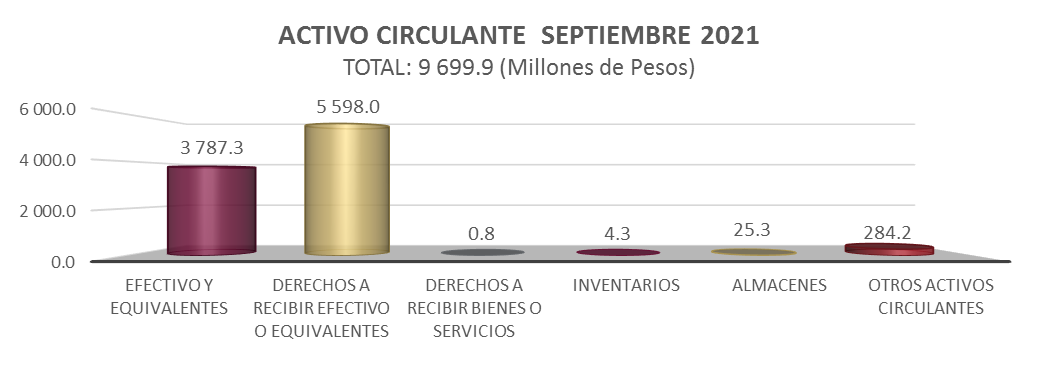 ACTIVO CIRCULANTE SEPTIEMBRE 2021
TOTAL: 9 699.9 (Millones de Pesos)
6 000.0
4 000.0
2 000.0
0.0
3 787.3
5 598.0
0.8
4.3
25.3
284.2
EFECTIVO Y
EQUIVALENTES
DERECHOS A
RECIBIR EFECTIVO
O EQUIVALENTES
DERECHOS A
RECIBIR BIENES O
SERVICIOS
INVENTARIOS
ALMACENES
OTROS ACTIVOS
CIRCULANTES